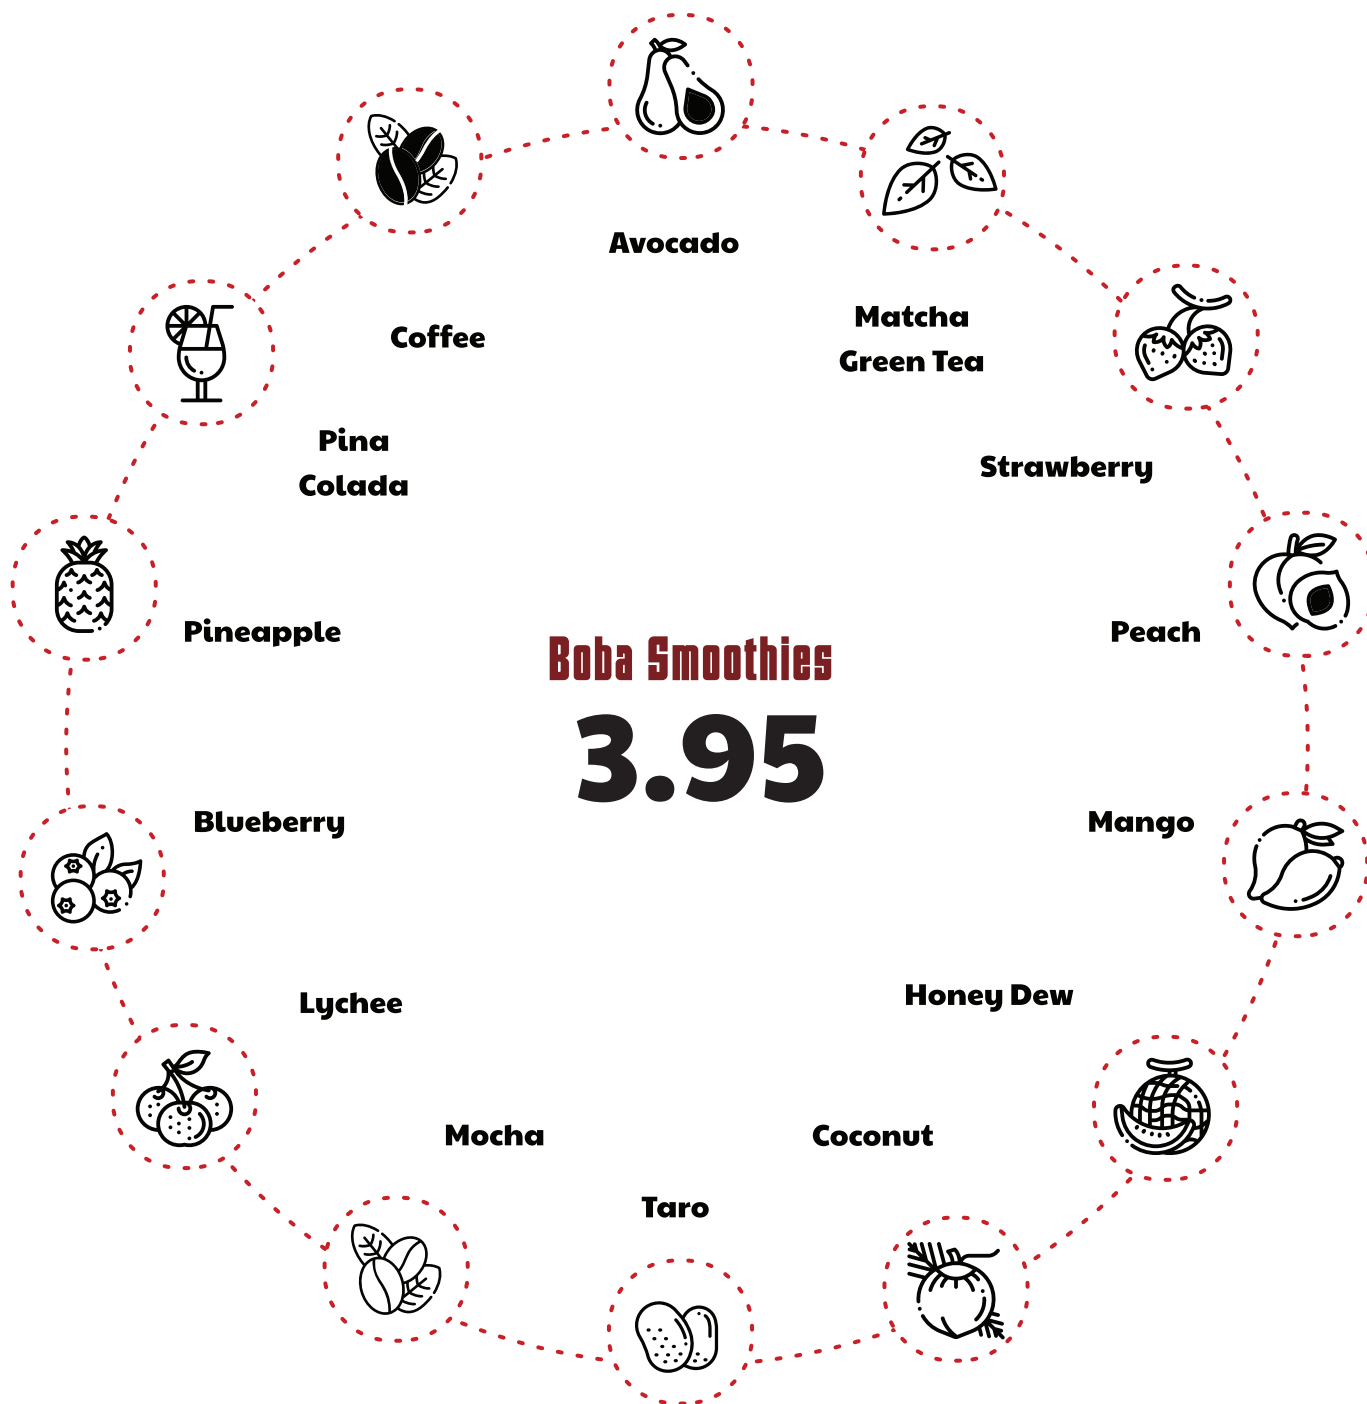 Avocado
Matcha
Green Tea
Coffee
Strawberry
Pina
Colada
Pineapple
Peach
Boba Smoothies
3.95
Blueberry
Mango
Lychee
Honey Dew
Mocha
Coconut
Taro